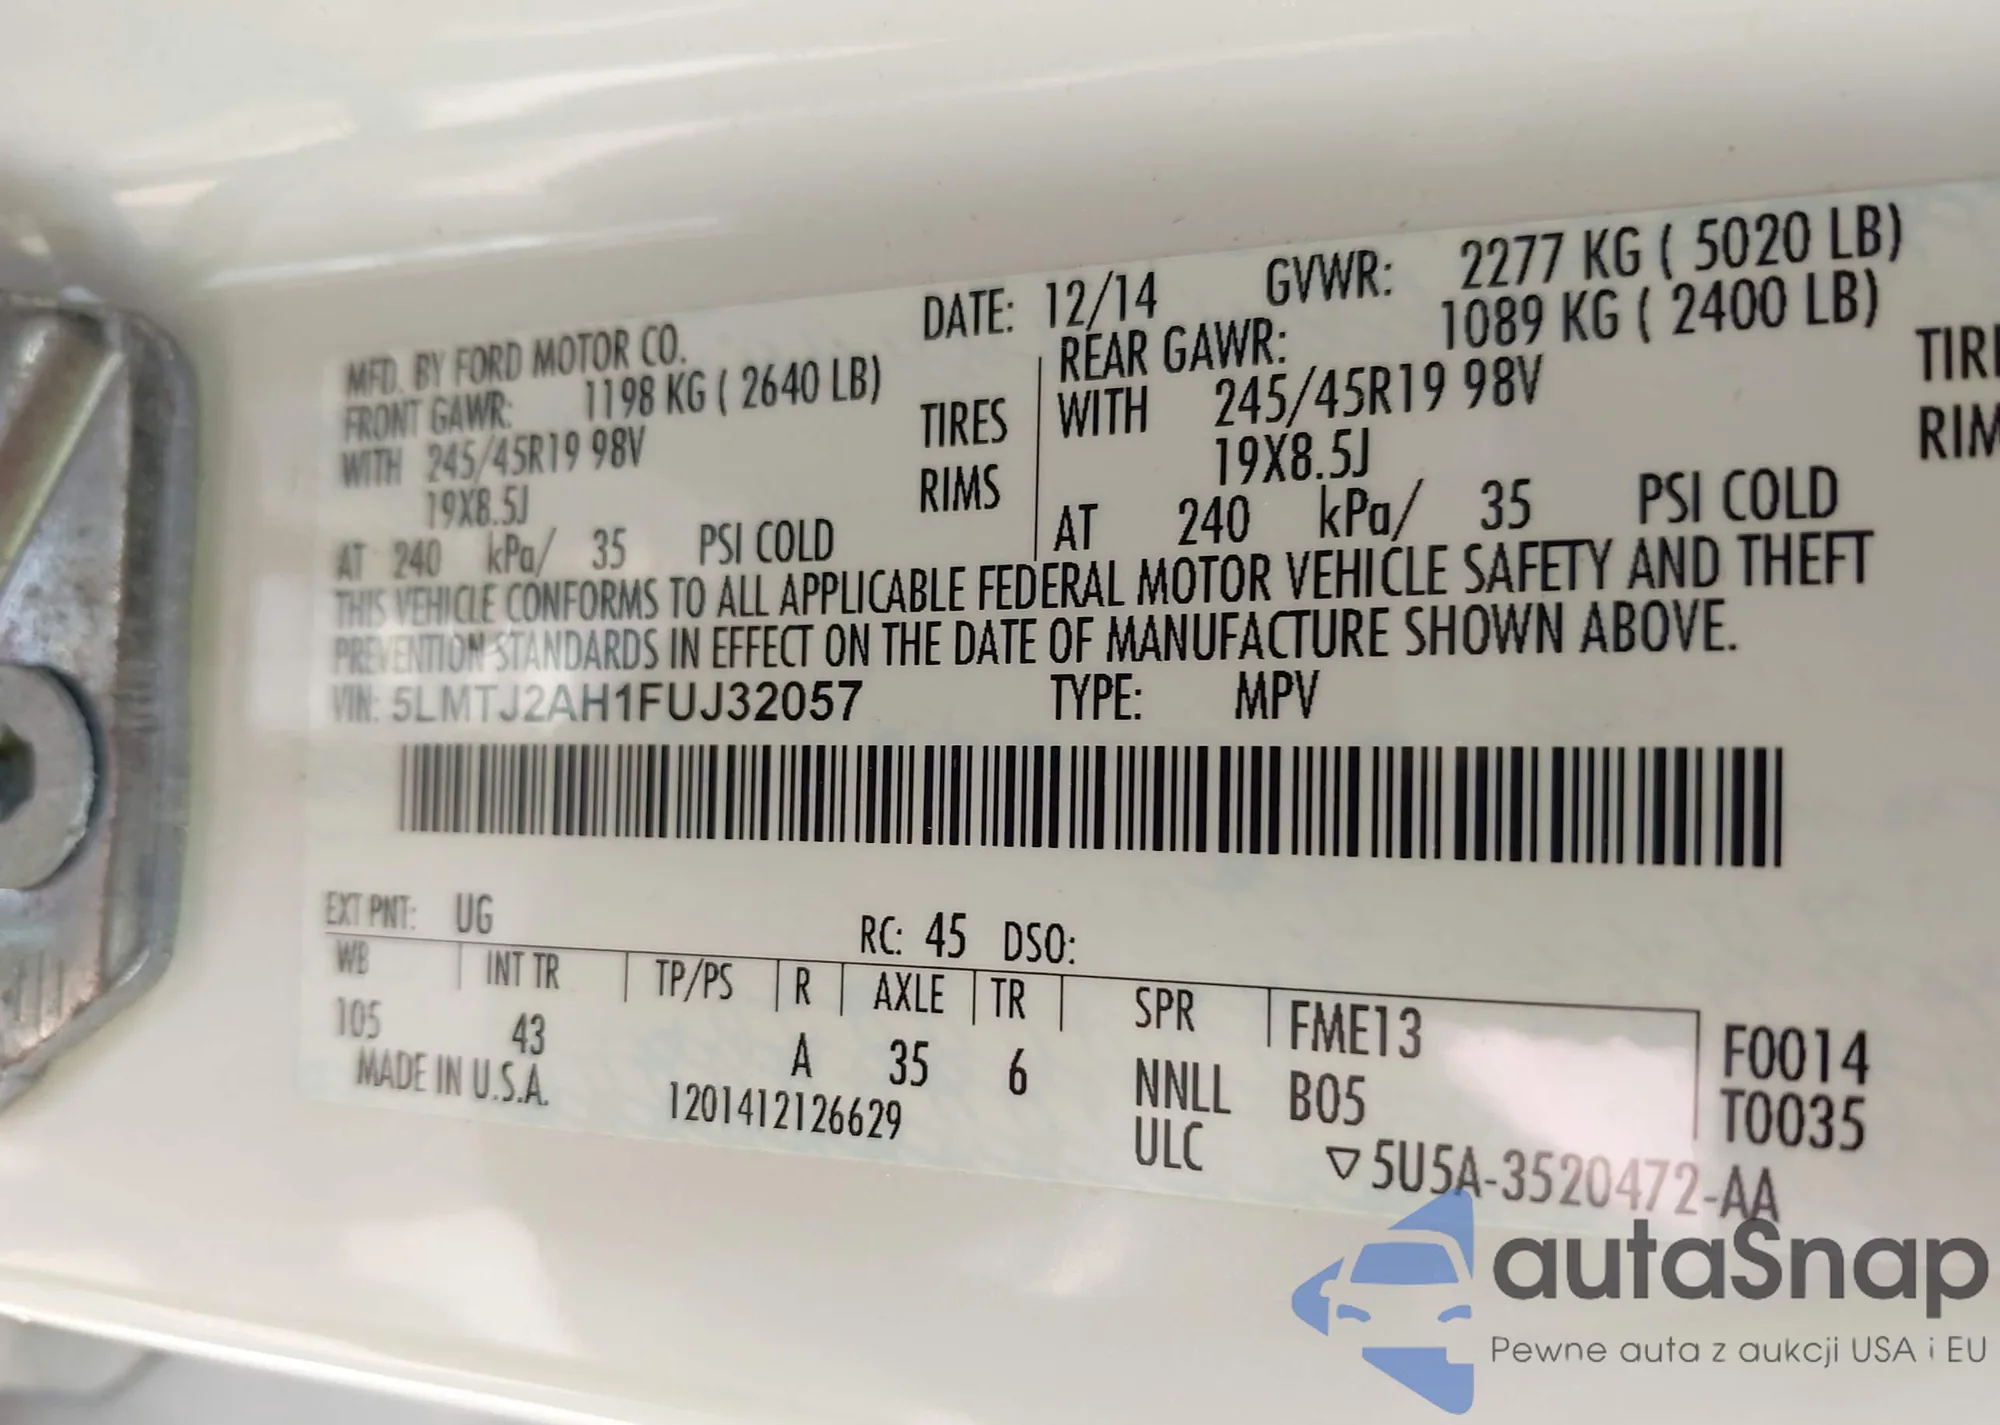 MFD. BY FORD MOTOR CO. DATE: 12/14 GVWR: 2277 KG ( 5020 LB)
FRONT GAWR: 1198 KG ( 2640 LB) REAR GAWR: 1089 KG ( 2400 LB)
WITH 245/45R19 98V TIRES WITH 245/45R19 98V TIRE
19X8.5J RIMS 19X8.5J RIM
AT 240 kPa/ 35 PSI COLD AT 240 kPa/ 35 PSI COLD
THIS VEHICLE CONFORMS TO ALL APPLICABLE FEDERAL MOTOR VEHICLE SAFETY AND THEFT
PREVENTION STANDARDS IN EFFECT ON THE DATE OF MANUFACTURE SHOWN ABOVE.
VIN: 5LMTJ2AH1FUJ32057 TYPE: MPV
EXT PNT: UG RC: 45 DSO:
WB INT TR TP/PS R AXLE TR SPR FME13 F0014
105 43 A 35 6 NNLL B05 T0035
MADE IN U.S.A. 1201412126629 ULC ▽5U5A-3520472-AA
autaSnap
Pewne auta z aukcji USA i EU